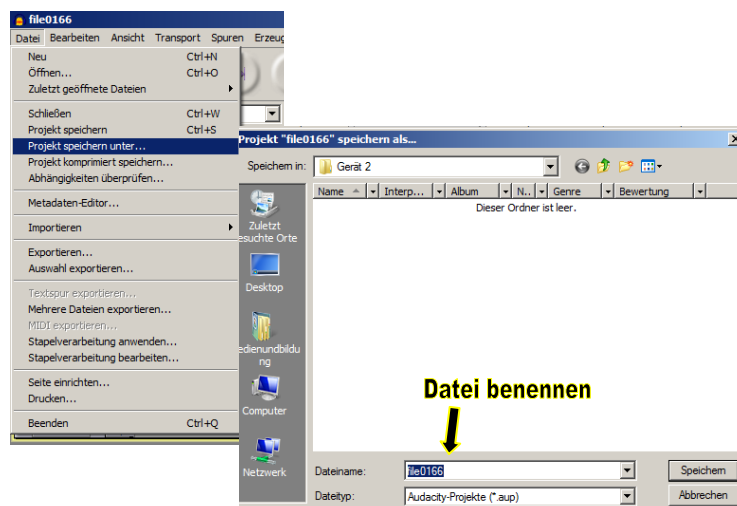 file0166
Datei Bearbeiten Ansicht Transport Spuren Erzeug
Neu Ctrl+N
Öffnen... Ctrl+O
Zuletzt geöffnete Dateien
Schließen Ctrl+W
Projekt speichern Ctrl+S
Projekt speichern unter...
Projekt komprimiert speichern...
Abhängigkeiten überprüfen...
Metadaten-Editor...
Importieren
Exportieren...
Auswahl exportieren...
Textspur exportieren...
Mehrere Dateien exportieren...
MIDI exportieren...
Stapelverarbeitung anwenden...
Stapelverarbeitung bearbeiten...
Seite einrichten...
Drucken...
Beenden Ctrl+Q
Projekt "file0166" speichern als...
Speichern in: Gerät 2
Name Interp... Album N.. Genre Bewertung
Dieser Ordner ist leer.
Zuletzt
esuchte Orte
Desktop
edienundbildu
ng
Computer
Netzwerk
Datei benennen
Dateiname: file0166 Speichern
Dateityp: Audacity-Projekte (*.aup) Abbrechen